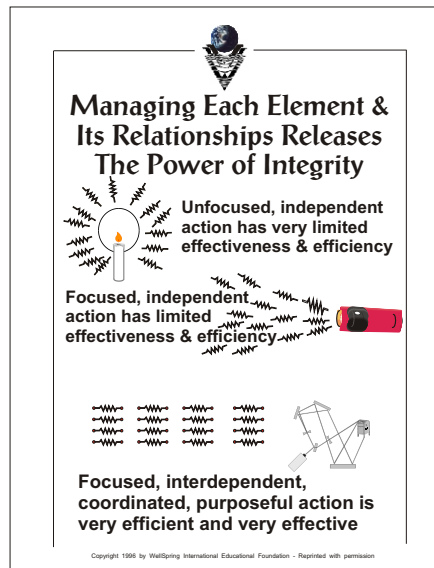 Managing Each Element &
Its Relationships Releases
The Power of Integrity
Unfocused, independent
action has very limited
effectiveness & efficiency
Focused, independent
action has limited
effectiveness & efficiency
Focused, interdependent,
coordinated, purposeful action is
very efficient and very effective
Copyright 1996 by WellSpring International Educational Foundation - Reprinted with permission